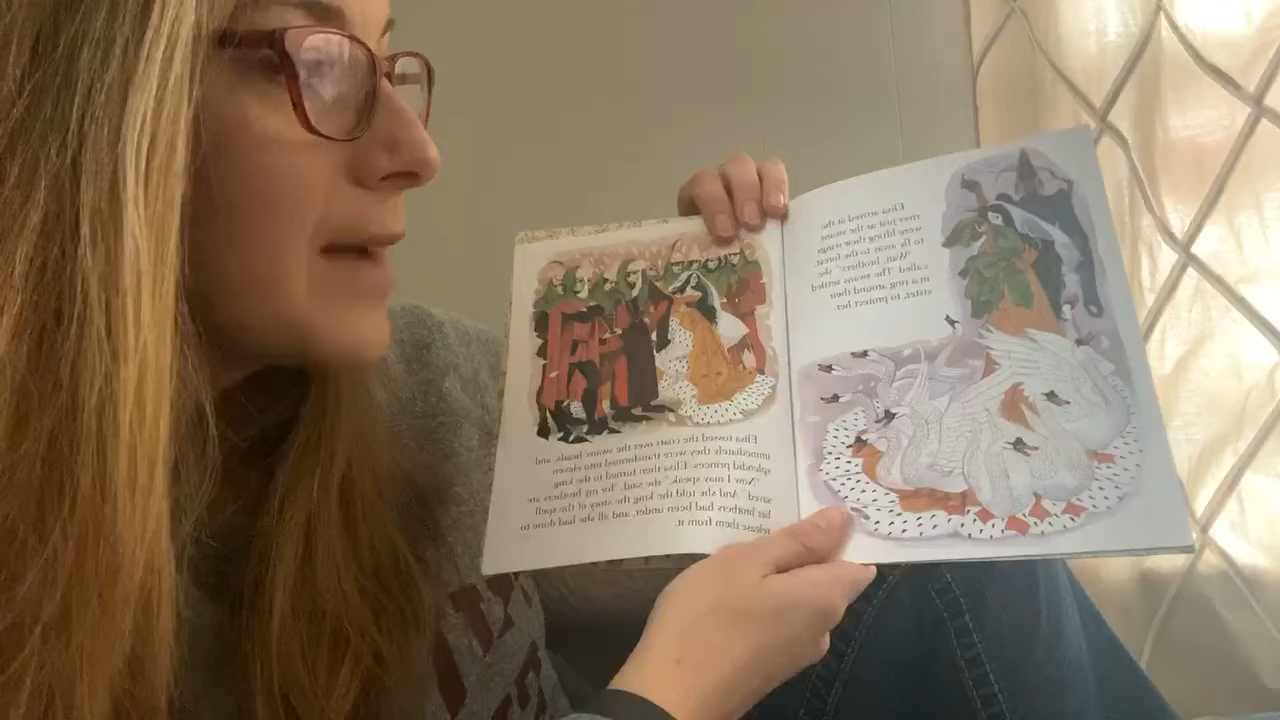 Elisa arrived at the
river just as the swans
were lifting their wings
to fly away to the forest.
"Wait, brothers!" she
called. The swans settled
in a ring around their
sister, to protect her.
Elisa tossed the coats over the swans' heads, and
immediately they were transformed into eleven
splendid princes. Elisa then turned to the king.
"Now I may speak," she said, "for my brothers are
saved." And she told the king the story of the spell
her brothers had been under, and all she had done to
release them from it.